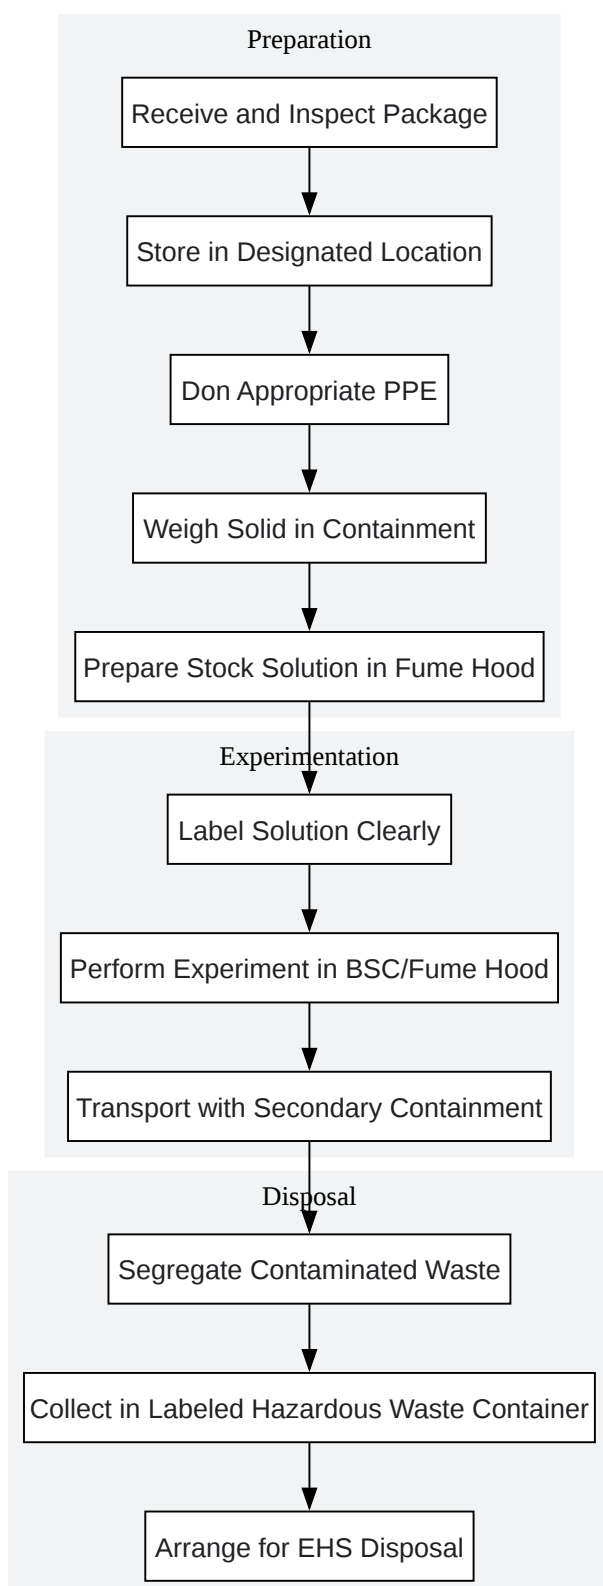 Preparation
Receive and Inspect Package
Store in Designated Location
Don Appropriate PPE
Weigh Solid in Containment
Prepare Stock Solution in Fume Hood
Experimentation
Label Solution Clearly
Perform Experiment in BSC/Fume Hood
Transport with Secondary Containment
Disposal
Segregate Contaminated Waste
Collect in Labeled Hazardous Waste Container
Arrange for EHS Disposal